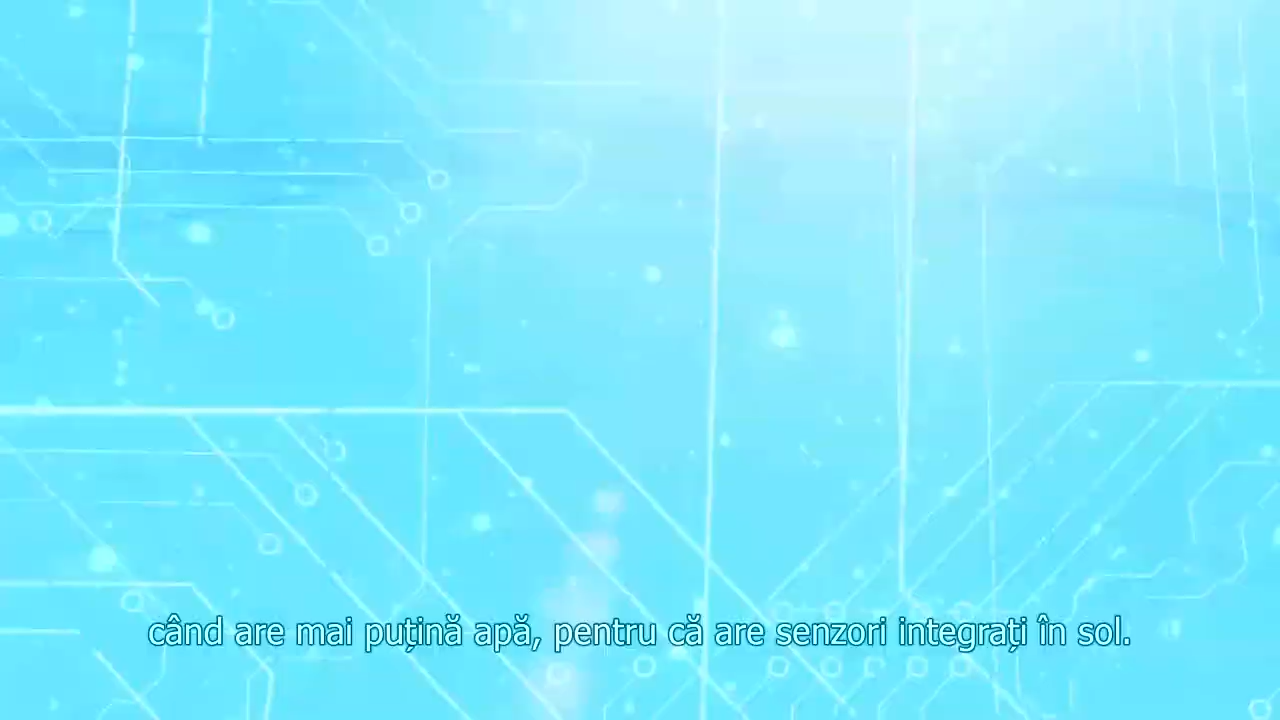 când are mai puțină apă, pentru că are senzori integrați în sol.